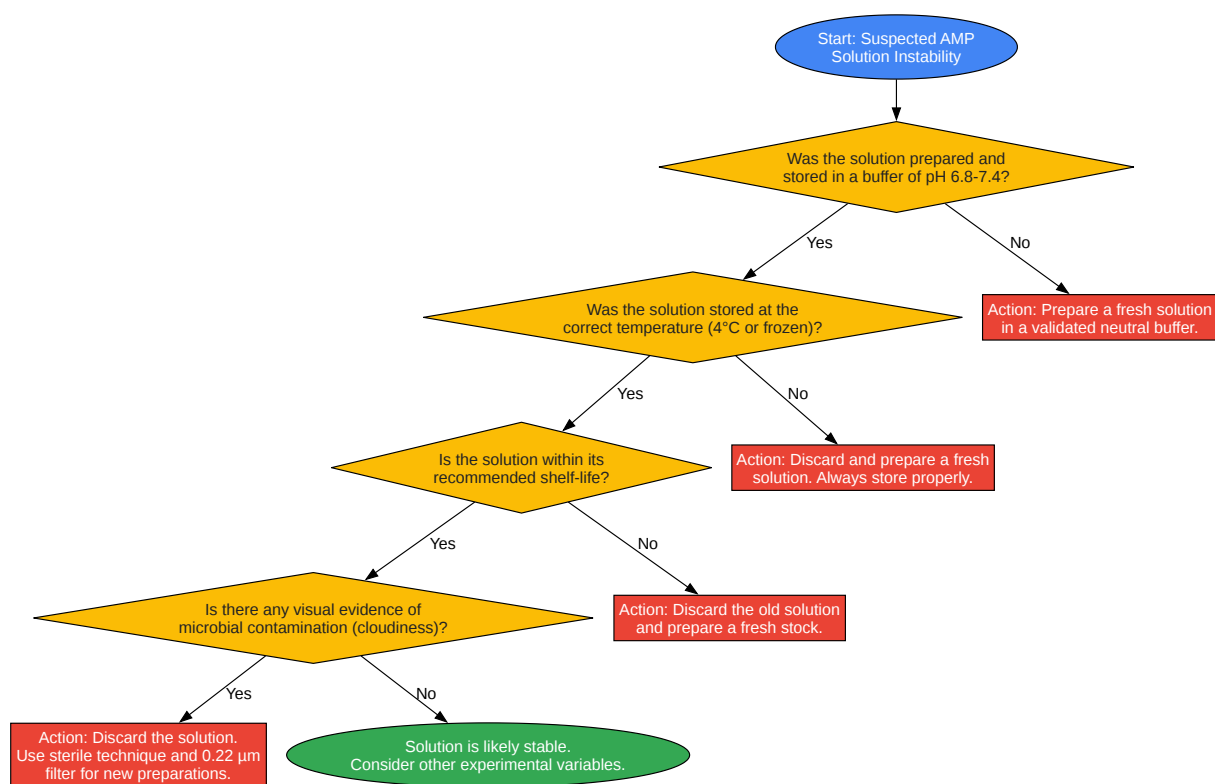 Start: Suspected AMP
Solution Instability
Was the solution prepared and
stored in a buffer of pH 6.8-7.4?
Yes
No
Action: Prepare a fresh solution
in a validated neutral buffer.
Was the solution stored at the
correct temperature (4°C or frozen)?
Yes
No
Action: Discard and prepare a fresh
solution. Always store properly.
Is the solution within its
recommended shelf-life?
Yes
No
Action: Discard the old solution
and prepare a fresh stock.
Is there any visual evidence of
microbial contamination (cloudiness)?
Yes
No
Action: Discard the solution.
Use sterile technique and 0.22 µm
filter for new preparations.
Solution is likely stable.
Consider other experimental variables.